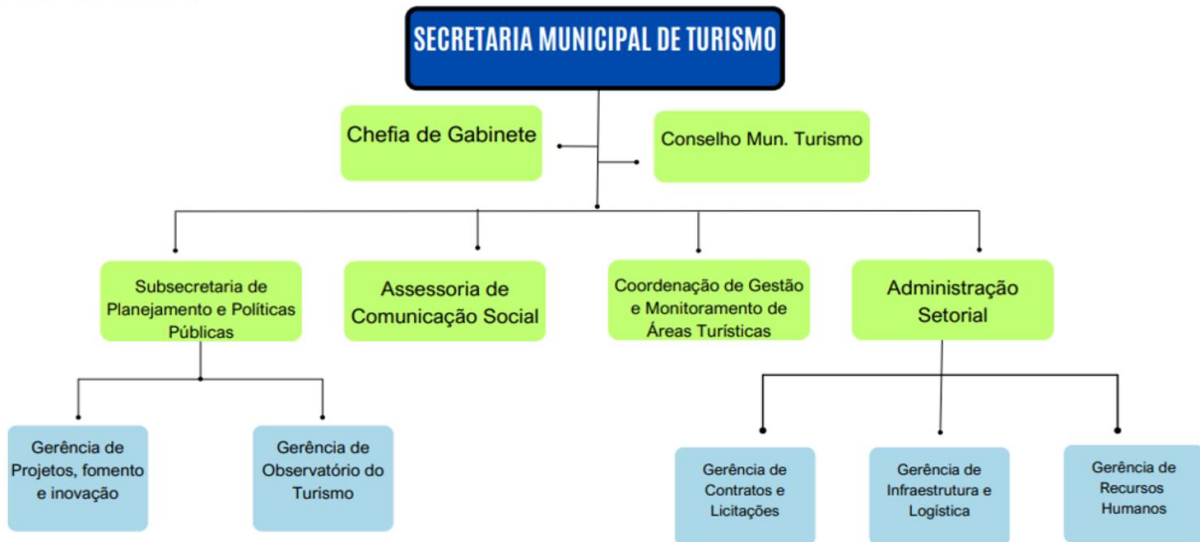 SECRETARIA MUNICIPAL DE TURISMO
Chefia de Gabinete
Conselho Mun. Turismo
Subsecretaria de
Planejamento e Políticas
Públicas
Assessoria de
Comunicação Social
Coordenação de Gestão
e Monitoramento de
Áreas Turísticas
Administração
Setorial
Gerência de
Projetos, fomento
e inovação
Gerência de
Observatório do
Turismo
Gerência de
Contratos e
Licitações
Gerência de
Infraestrutura e
Logística
Gerência de
Recursos
Humanos